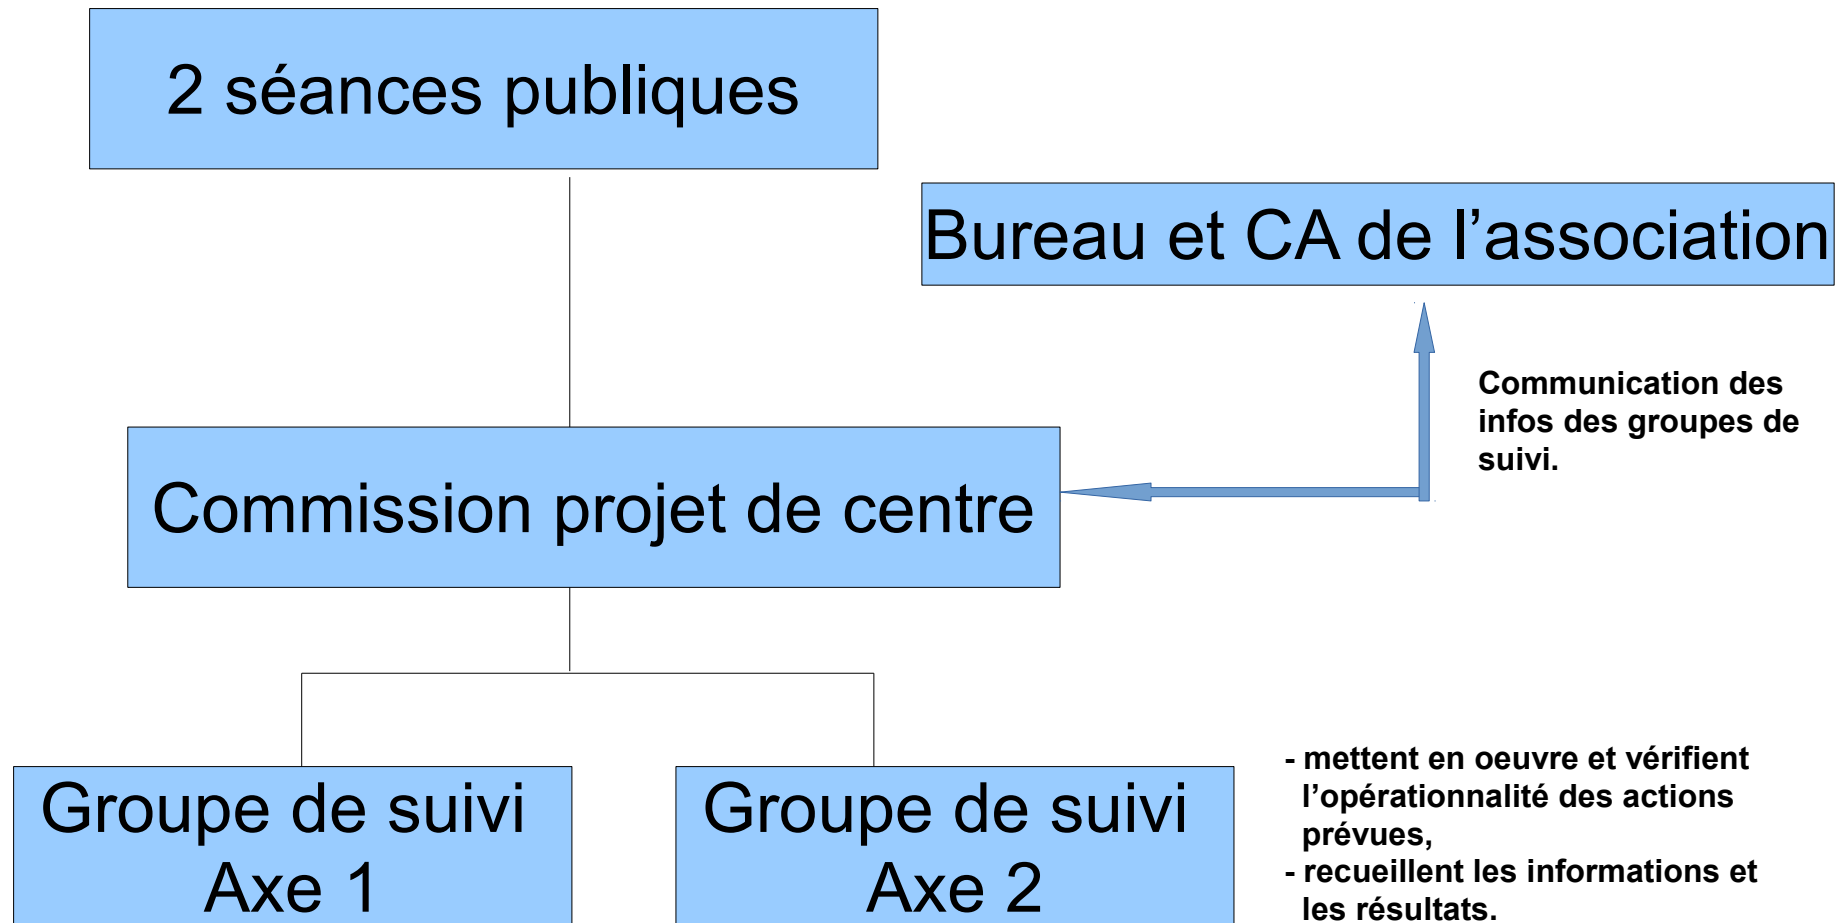 2 séances publiques
Bureau et CA de l’association
Communication des
infos des groupes de
suivi.
Commission projet de centre
Groupe de suivi
Axe 1
Groupe de suivi
Axe 2
- mettent en oeuvre et vérifient
l’opérationnalité des actions
prévues,
- recueillent les informations et
les résultats.